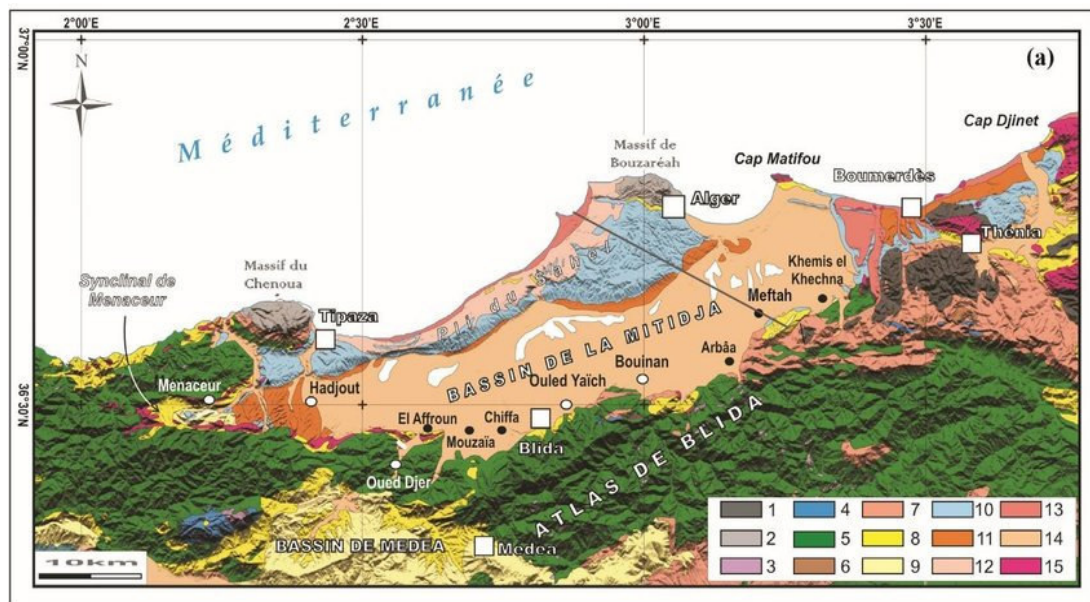 2°00'E
2°30'E
3°00'E
3°30'E
37°00'N
(a)
N
Méditerranée
Cap Djinet
Massif de
Bouzaréah
Cap Matifou
Boumerdès
Alger
Thénia
Khemis el
Khechna
Synclinal de
Menaceur
Massif du
Chenoua
Pli du Sahel
Meftah
Tipaza
BASSIN DE LA MITIDJA
Arbâa
Bouinan
Menaceur
Hadjout
Ouled Yaïch
36°30'N
El Affroun
Chiffa
Mouzaïa
Blida
ATLAS DE BLIDA
Oued Djer
BASSIN DE MEDEA
Medea
10km
1 4 7 10 13
2 5 8 11 14
3 6 9 12 15